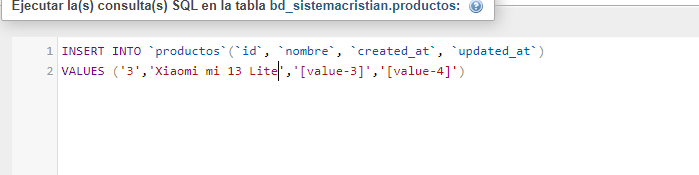 Ejecutar la(s) consulta(s) SQL en la tabla bd_sistemacristian.productos:
1 INSERT INTO `productos`(`id`, `nombre`, `created_at`, `updated_at`)
2 VALUES ('3','Xiaomi mi 13 Lite','[value-3]','[value-4]')